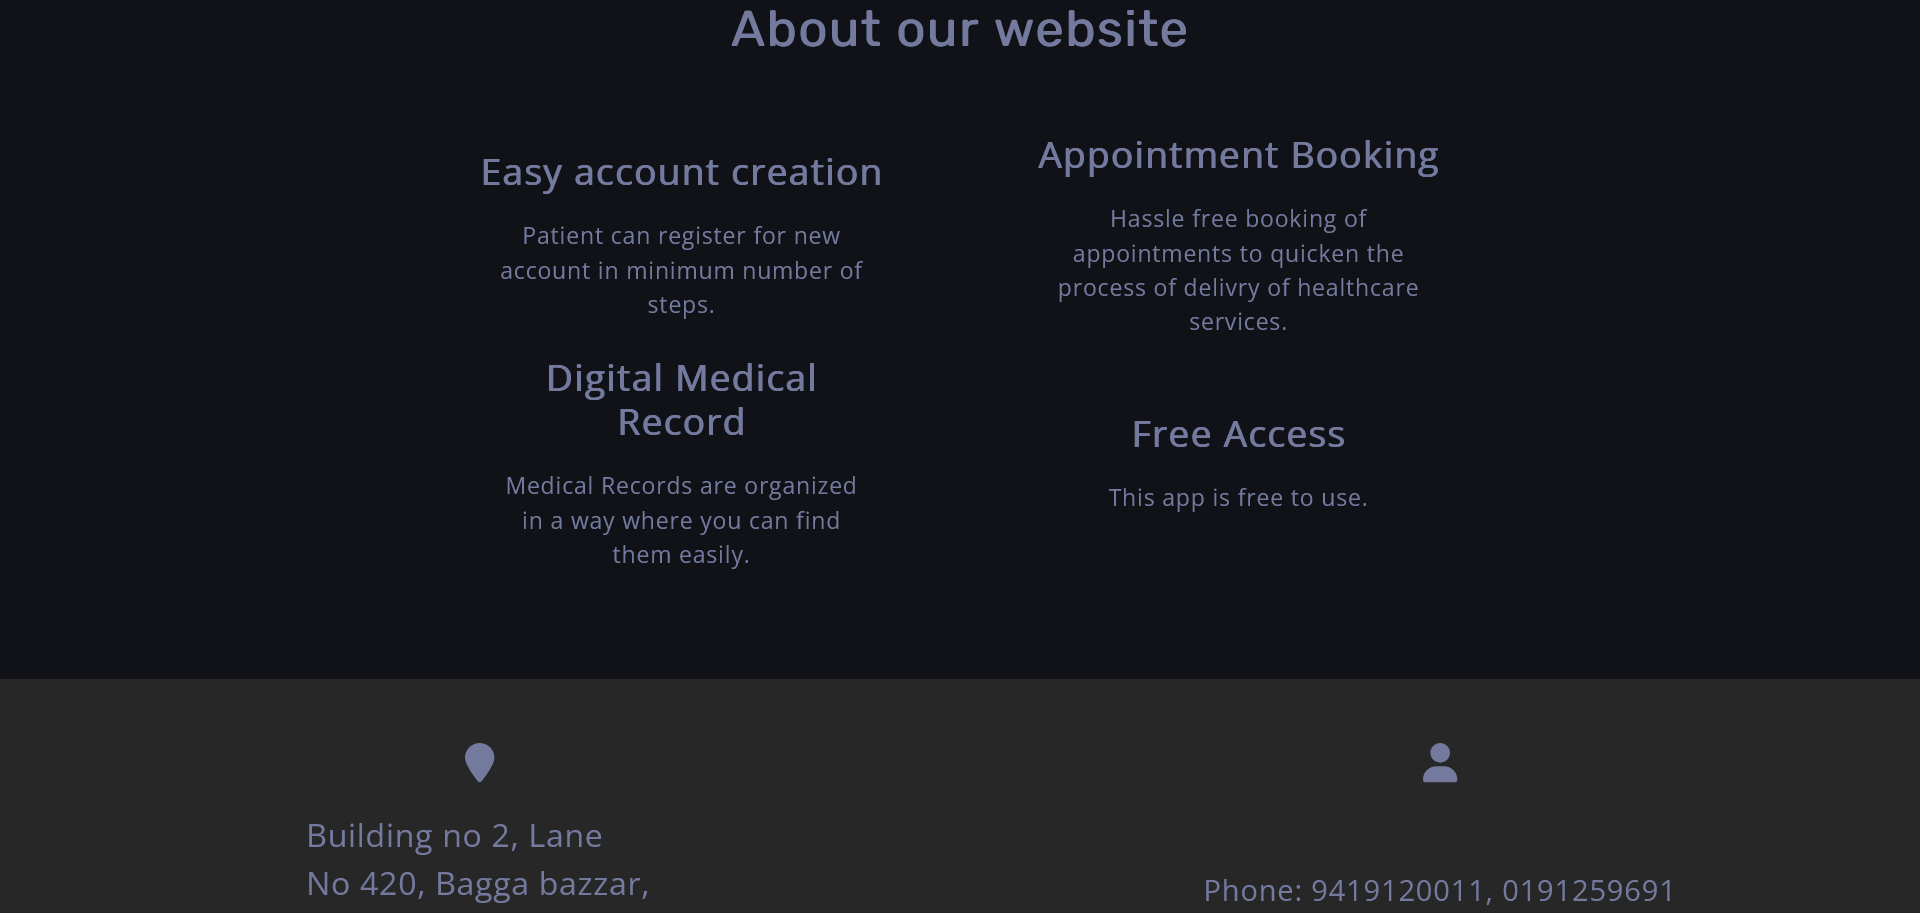 About our website
Easy account creation
Patient can register for new
account in minimum number of
steps.
Appointment Booking
Hassle free booking of
appointments to quicken the
process of delivry of healthcare
services.
Digital Medical
Record
Medical Records are organized
in a way where you can find
them easily.
Free Access
This app is free to use.
Building no 2, Lane
No 420, Bagga bazzar,
Phone: 9419120011, 0191259691